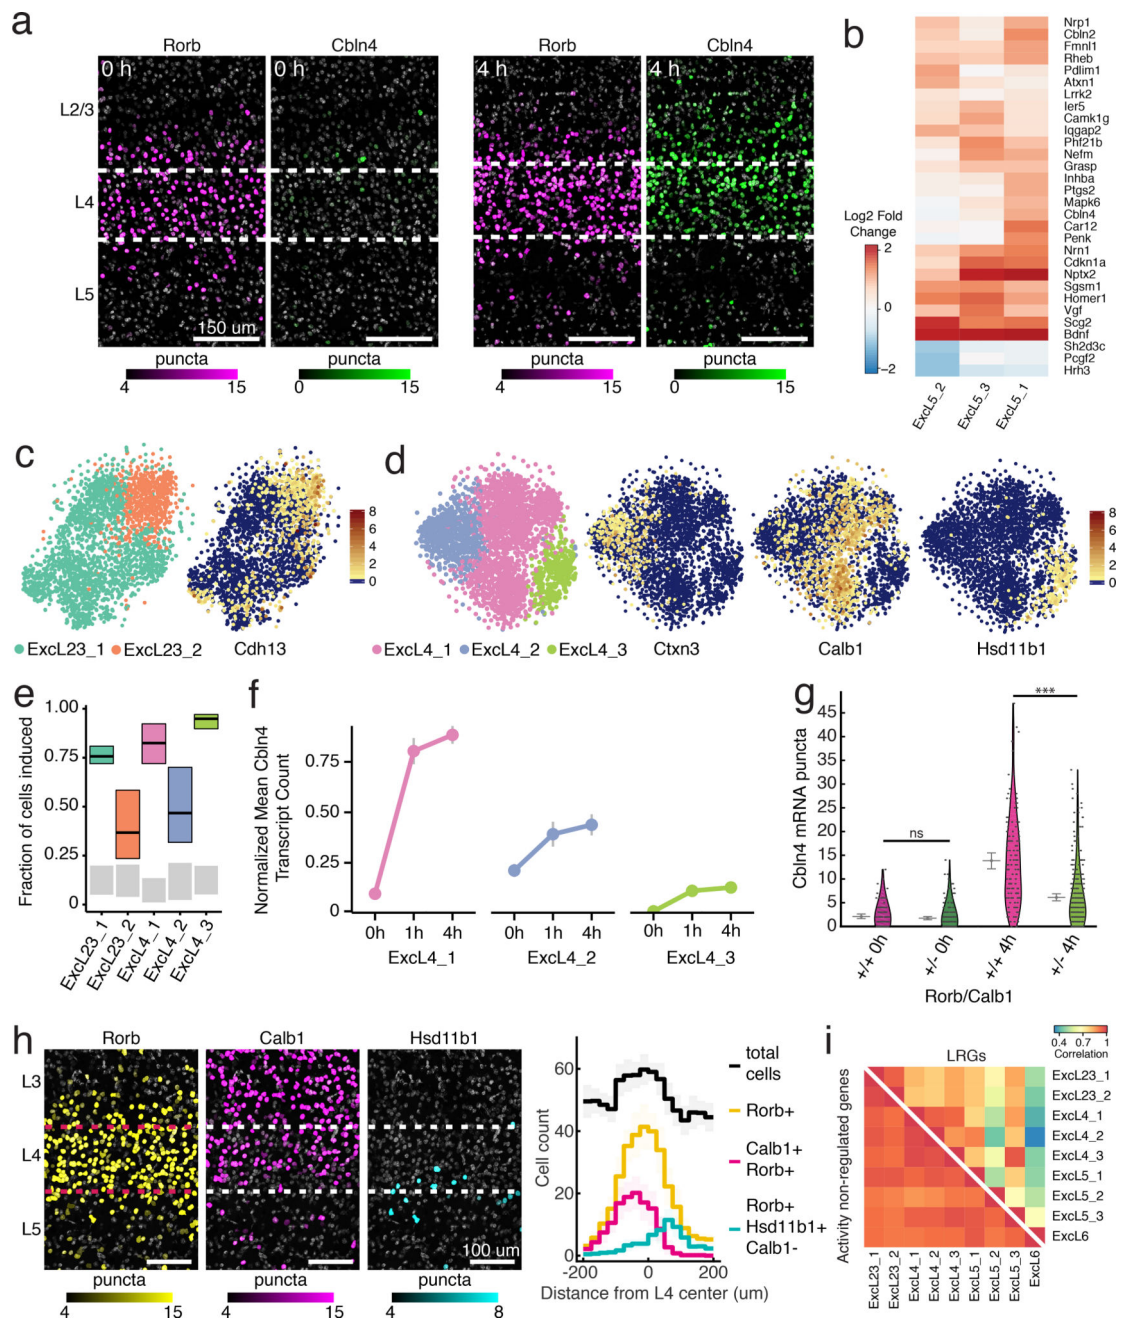 a
Rorb
Cbln4
Rorb
Cbln4
0 h
0 h
4 h
4 h
L2/3
L4
L5
150 um
puncta
puncta
puncta
puncta
4
15
0
15
4
15
0
15
b
Nrp1
Cbln2
Fmnl1
Rheb
Pdlim1
Atxn1
Lrrk2
Ier5
Camk1g
Iqgap2
Phf21b
Nefm
Grasp
Inhba
Ptgs2
Mapk6
Cbln4
Car12
Penk
Nrn1
Cdkn1a
Nptx2
Sgsm1
Homer1
Vgf
Scg2
Bdnf
Sh2d3c
Pcgf2
Hrh3
Log2 Fold
Change
2
0
−2
ExcL5_2
ExcL5_3
ExcL5_1
c
8
6
4
2
0
ExcL23_1
ExcL23_2
Cdh13
d
8
6
4
2
0
ExcL4_1
ExcL4_2
ExcL4_3
Ctxn3
Calb1
Hsd11b1
e
Fraction of cells induced
1.00
0.75
0.50
0.25
0
ExcL23_1
ExcL23_2
ExcL4_1
ExcL4_2
ExcL4_3
f
Normalized Mean Cbln4
Transcript Count
0.75
0.50
0.25
0
0h
1h
4h
0h
1h
4h
0h
1h
4h
ExcL4_1
ExcL4_2
ExcL4_3
g
Cbln4 mRNA puncta
45
40
35
30
25
20
15
10
5
0
ns
***
+/+ 0h
+/- 0h
+/+ 4h
+/- 4h
Rorb/Calb1
h
Rorb
Calb1
Hsd11b1
L3
L4
L5
100 um
puncta
puncta
puncta
4
15
4
15
4
8
Cell count
60
40
20
0
-200
0
200
Distance from L4 center (um)
total
cells
Rorb+
Calb1+
Rorb+
Rorb+
Hsd11b1+
Calb1-
i
0.4
0.7
1
Correlation
LRGs
Activity non-regulated genes
ExcL23_1
ExcL23_2
ExcL4_1
ExcL4_2
ExcL4_3
ExcL5_1
ExcL5_2
ExcL5_3
ExcL6
ExcL23_1
ExcL23_2
ExcL4_1
ExcL4_2
ExcL4_3
ExcL5_1
ExcL5_2
ExcL5_3
ExcL6